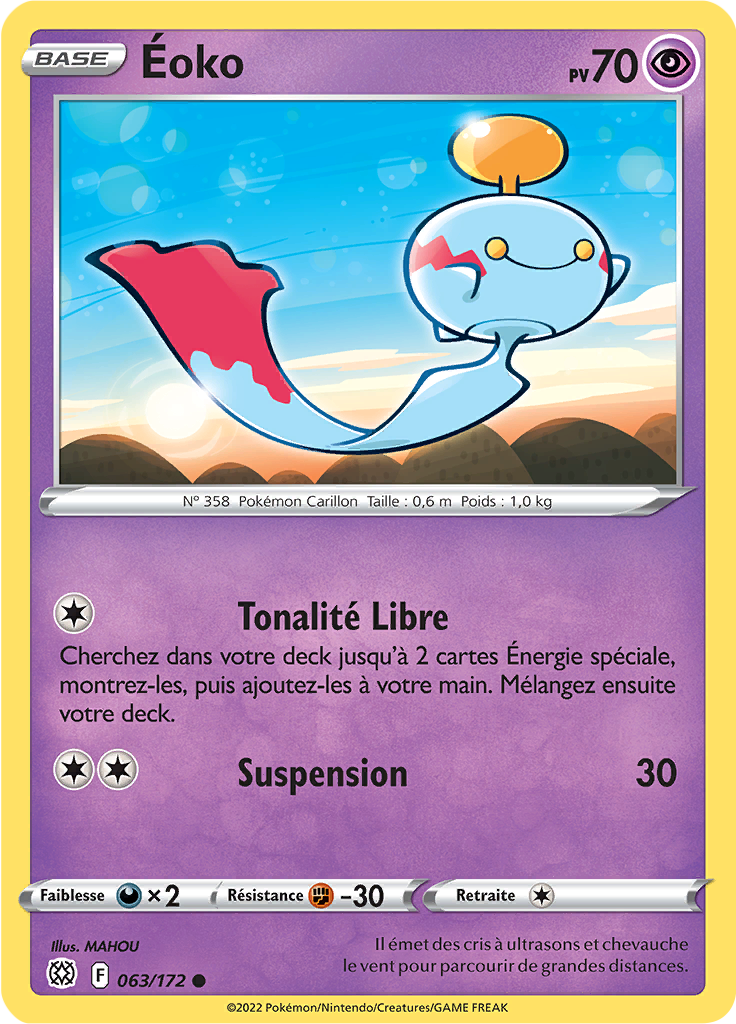 BASE Éoko PV 70
Nº 358 Pokémon Carillon Taille : 0,6 m Poids : 1,0 kg
Tonalité Libre
Cherchez dans votre deck jusqu'à 2 cartes Énergie spéciale,
montrez-les, puis ajoutez-les à votre main. Mélangez ensuite
votre deck.
Suspension 30
Faiblesse ×2 Résistance -30 Retraite
Illus. MAHOU
Il émet des cris à ultrasons et chevauche
le vent pour parcourir de grandes distances.
F 063/172
©2022 Pokémon/Nintendo/Creatures/GAME FREAK